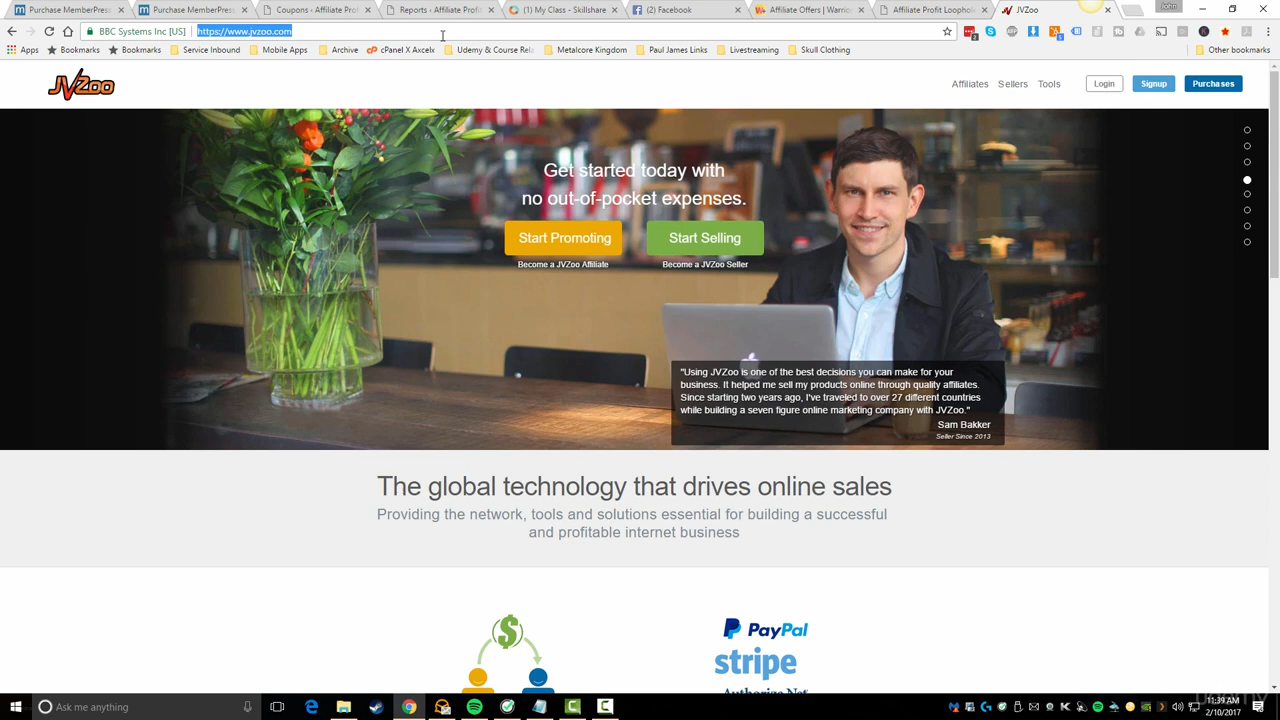 Purchase MemberPress
Purchase MemberPress
Coupons ‹ Affiliate Prof
Reports ‹ Affiliate Profi
(1) My Class - Skillshare
(2) Facebook
Affiliate Offers | Warrio
Affiliate Profit Loophole
JVZoo
John
BBC Systems Inc [US]
https://www.jvzoo.com
Apps
Bookmarks
Bookmarks
Service Inbound
Amazon
Archive
cPanel X Axcelx
Udemy & Course Rela
Metalcore Kingdom
Paul James Links
Livestreaming
Skull Clothing
Other bookmarks
JVZoo
Affiliates
Sellers
Tools
Login
Signup
Purchases
Get started today with
no out-of-pocket expenses.
Start Promoting
Start Selling
Become a JVZoo Affiliate
Become a JVZoo Seller
"Using JVZoo is one of the best decisions you can make for your
business. It helped me sell my products online through quality affiliates.
Since starting two years ago, I've traveled to over 27 different countries
while building a seven figure online marketing company with JVZoo."
Sam Bakker
Seller Since 2013
The global technology that drives online sales
Providing the network, tools and solutions essential for building a successful
and profitable internet business
PayPal
stripe
Authorize.Net
Ask me anything
11:39 AM
2/10/2017